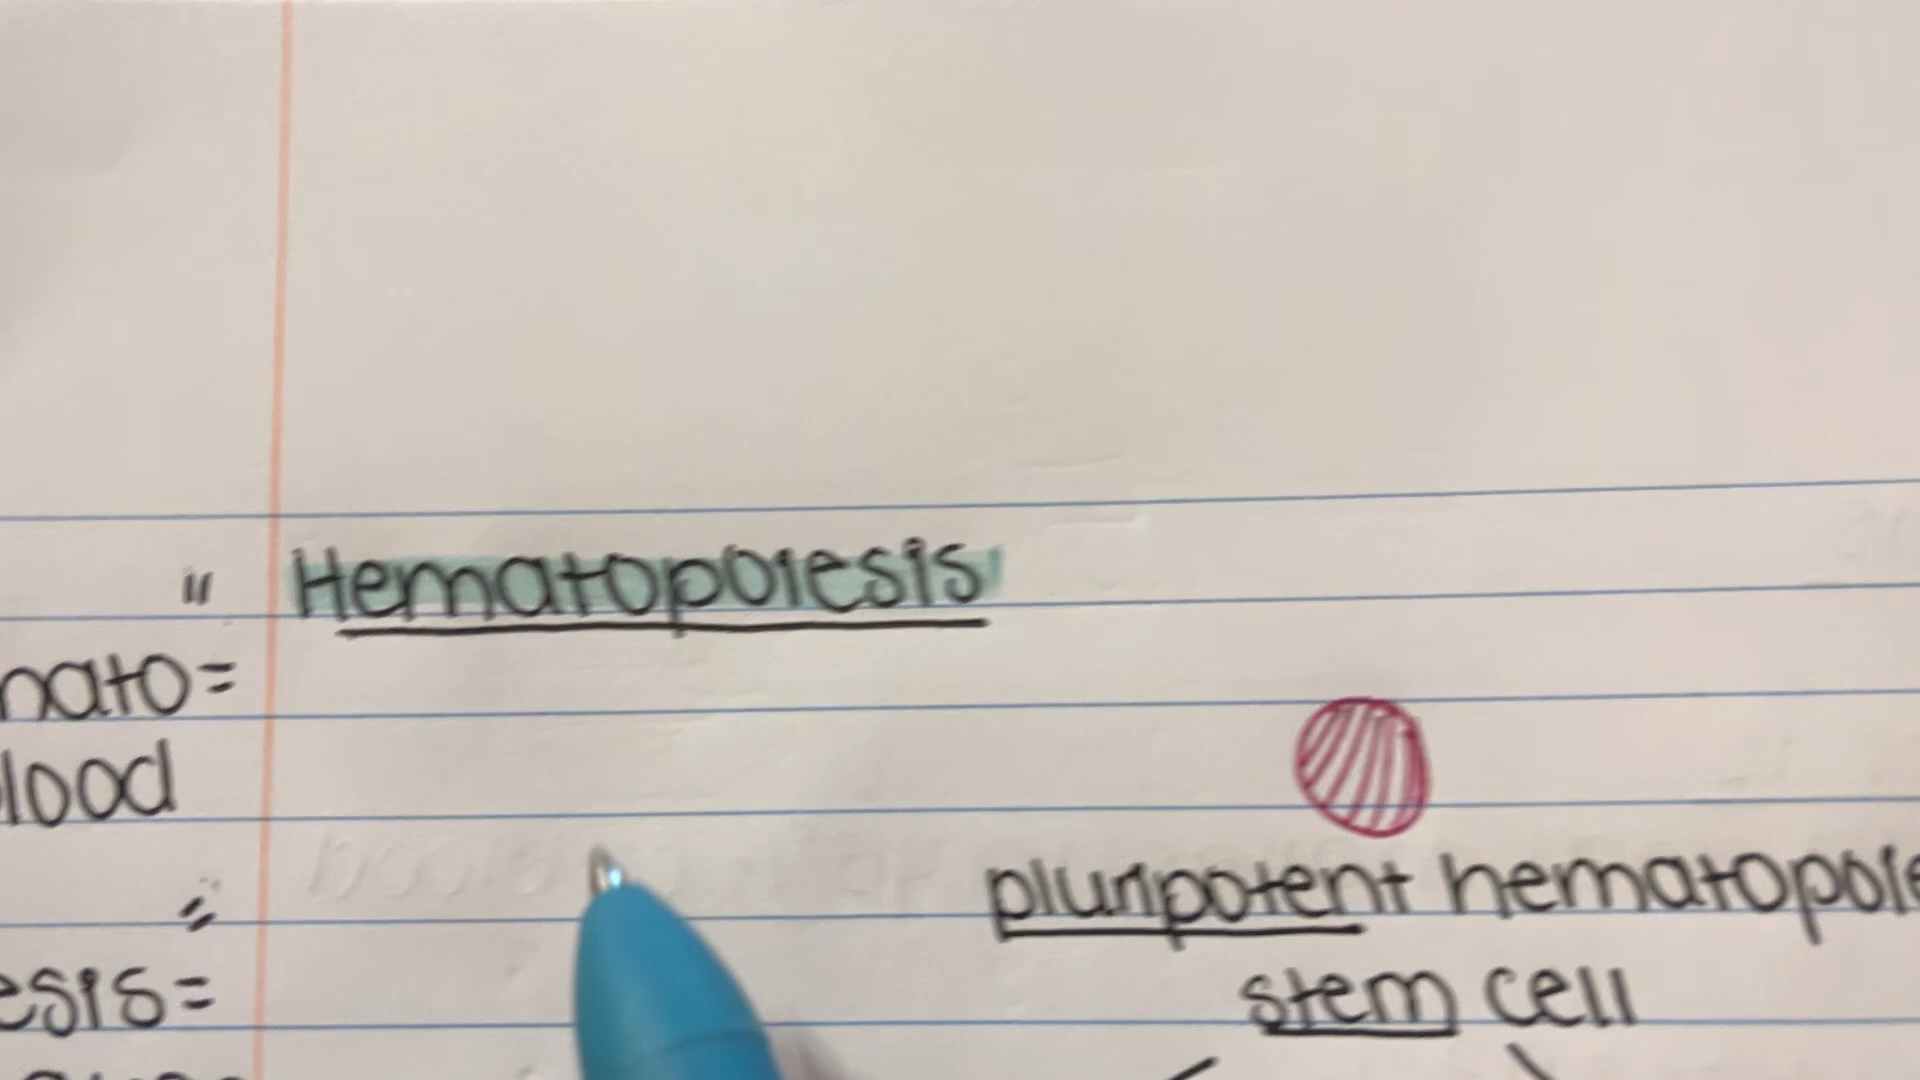 " Hematopoiesis
nato=
lood
pluripotent hematopoie
stem cell
esis=